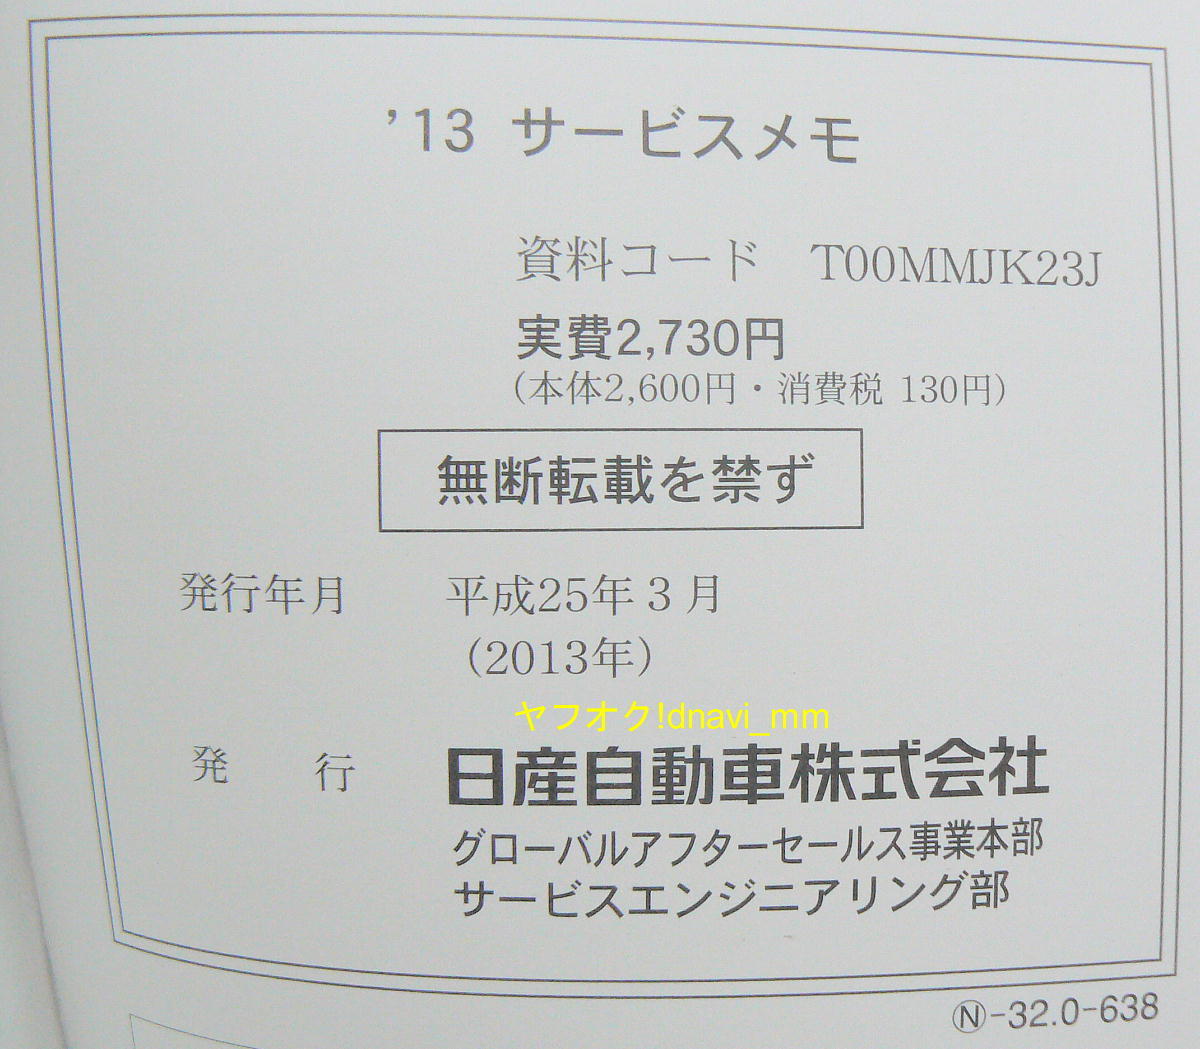 ’13 サービスメモ
資料コード T00MMJK23J
実費2,730円
(本体2,600円・消費税 130円)
無断転載を禁ず
発行年月 平成25年3月
(2013年)
ヤフオク!dnavi_mm
発 行 日産自動車株式会社
グローバルアフターセールス事業本部
サービスエンジニアリング部
Ⓝ-32.0-638